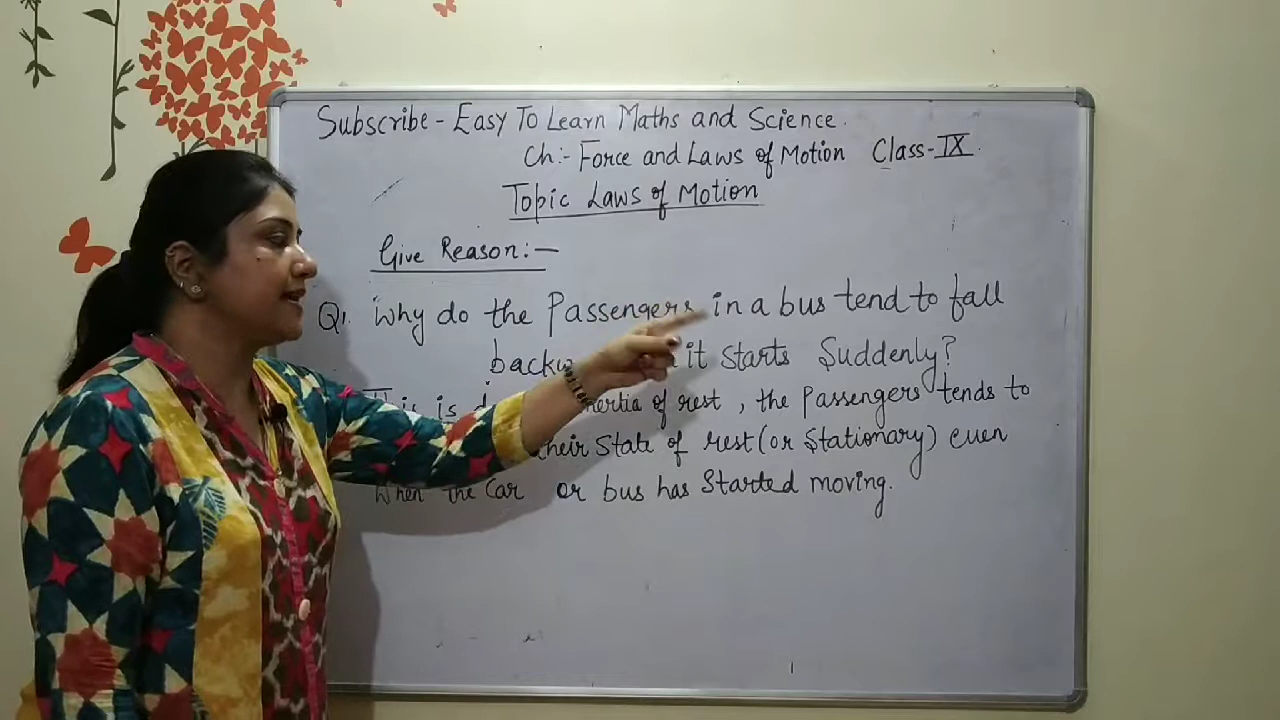 Subscribe - Easy To Learn Maths and Science.
Ch:- Force and Laws of Motion Class-IX
Topic Laws of Motion
Give Reason:-
Q1. Why do the Passengers in a bus tend to fall
it starts Suddenly?
is of rest, the Passengers tends to
their State of rest (or Stationary) even
When the Car or bus has Started moving.